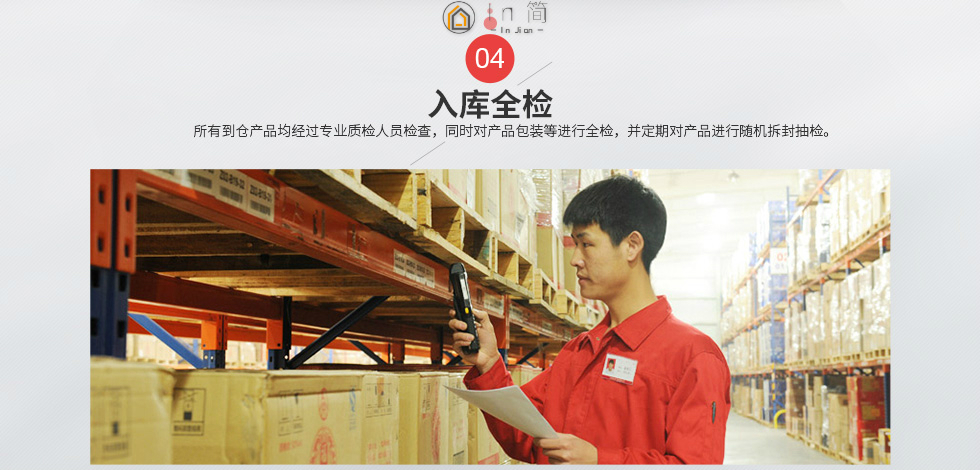 in 简
In Jian
04
入库全检
所有到仓产品均经过专业质检人员检查，同时对产品包装等进行全检，并定期对产品进行随机拆封抽检。